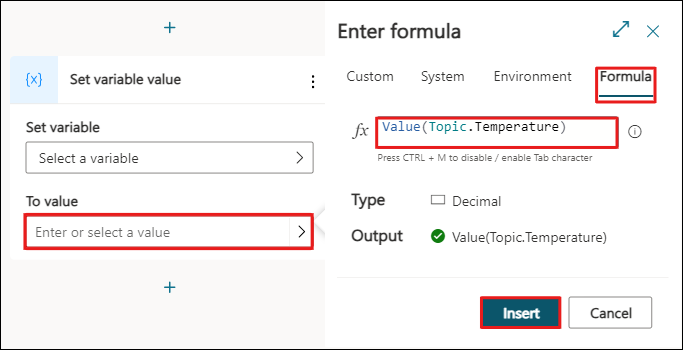 {x} Set variable value
Set variable
Select a variable
To value
Enter or select a value
Enter formula
Custom System Environment Formula
fx Value(Topic.Temperature)
Press CTRL + M to disable / enable Tab character
Type Decimal
Output Value(Topic.Temperature)
Insert Cancel